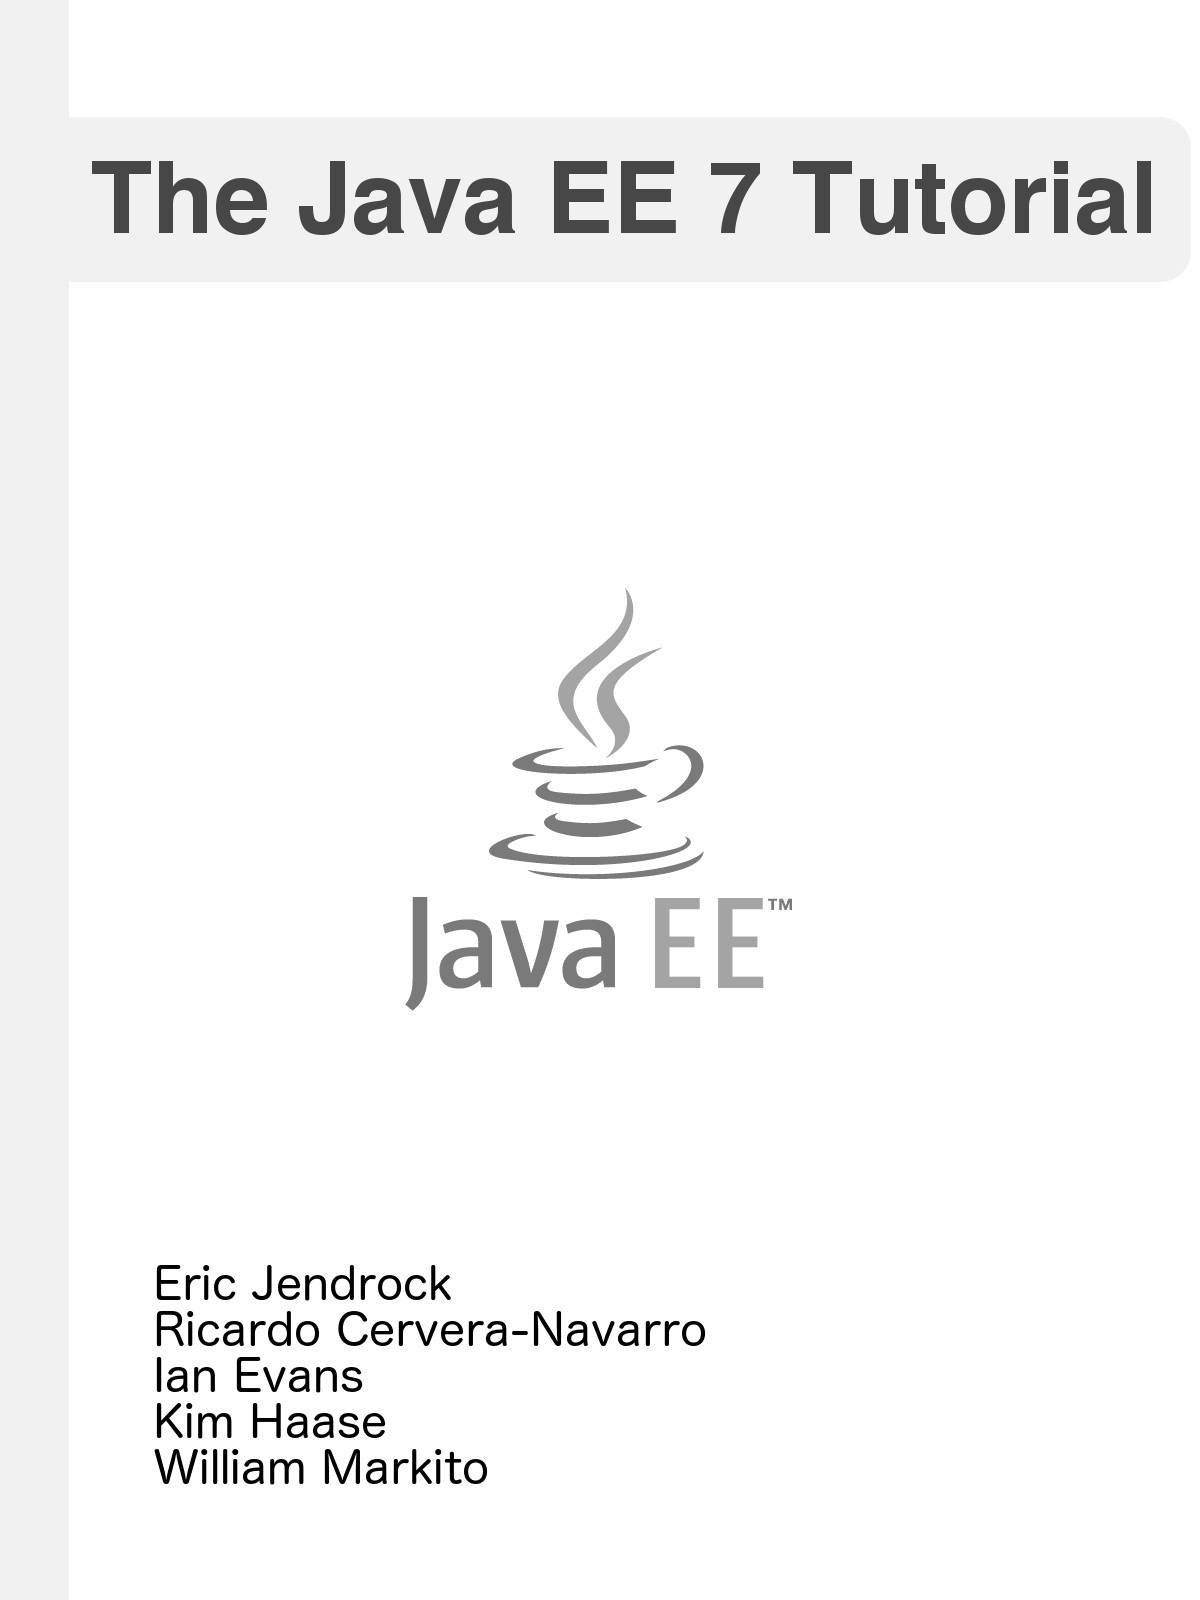 The Java EE 7 Tutorial
Java EE™
Eric Jendrock
Ricardo Cervera-Navarro
Ian Evans
Kim Haase
William Markito